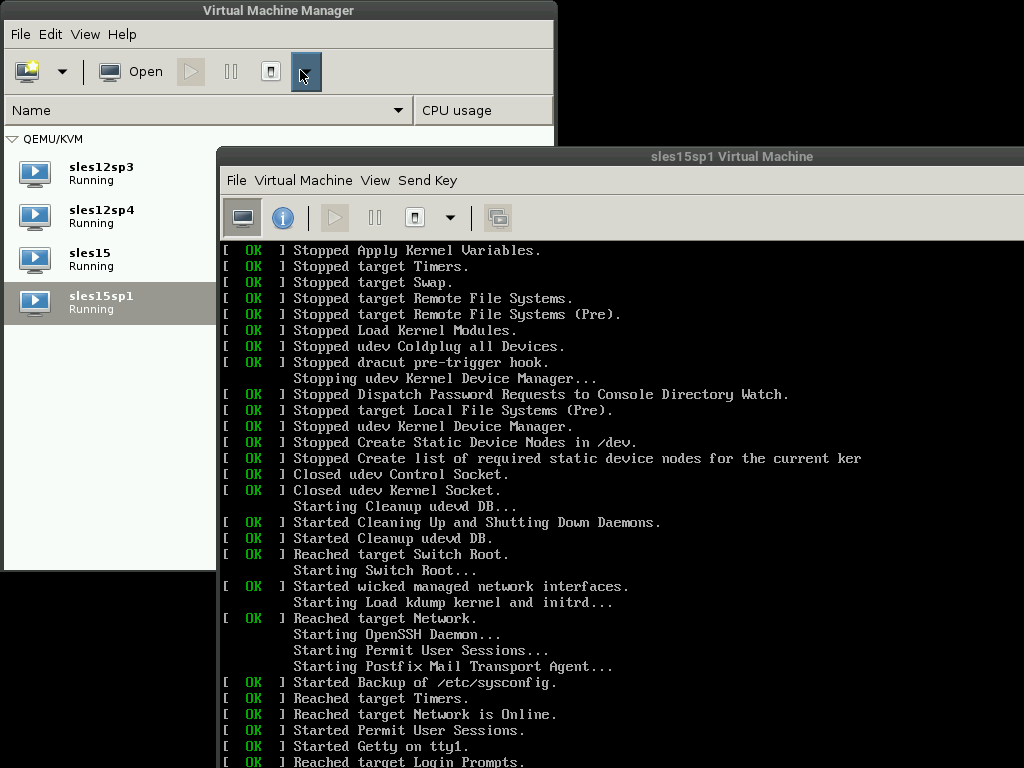 Virtual Machine Manager
File Edit View Help
Open
Name CPU usage
QEMU/KVM
sles12sp3
Running
sles12sp4
Running
sles15
Running
sles15sp1
Running
sles15sp1 Virtual Machine
File Virtual Machine View Send Key
[ OK ] Stopped Apply Kernel Variables.
[ OK ] Stopped target Timers.
[ OK ] Stopped target Swap.
[ OK ] Stopped target Remote File Systems.
[ OK ] Stopped target Remote File Systems (Pre).
[ OK ] Stopped Load Kernel Modules.
[ OK ] Stopped udev Coldplug all Devices.
[ OK ] Stopped dracut pre-trigger hook.
Stopping udev Kernel Device Manager...
[ OK ] Stopped Dispatch Password Requests to Console Directory Watch.
[ OK ] Stopped target Local File Systems (Pre).
[ OK ] Stopped udev Kernel Device Manager.
[ OK ] Stopped Create Static Device Nodes in /dev.
[ OK ] Stopped Create list of required static device nodes for the current ker
[ OK ] Closed udev Control Socket.
[ OK ] Closed udev Kernel Socket.
Starting Cleanup udevd DB...
[ OK ] Started Cleaning Up and Shutting Down Daemons.
[ OK ] Started Cleanup udevd DB.
[ OK ] Reached target Switch Root.
Starting Switch Root...
[ OK ] Started wicked managed network interfaces.
Starting Load kdump kernel and initrd...
[ OK ] Reached target Network.
Starting OpenSSH Daemon...
Starting Permit User Sessions...
Starting Postfix Mail Transport Agent...
[ OK ] Started Backup of /etc/sysconfig.
[ OK ] Reached target Timers.
[ OK ] Reached target Network is Online.
[ OK ] Started Permit User Sessions.
[ OK ] Started Getty on tty1.
[ OK ] Reached target Login Prompts.